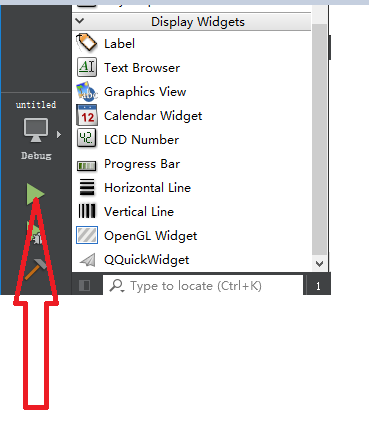 Display Widgets
Label
Text Browser
Graphics View
Calendar Widget
LCD Number
Progress Bar
Horizontal Line
Vertical Line
OpenGL Widget
QQuickWidget
untitled
Debug
Type to locate (Ctrl+K)
1